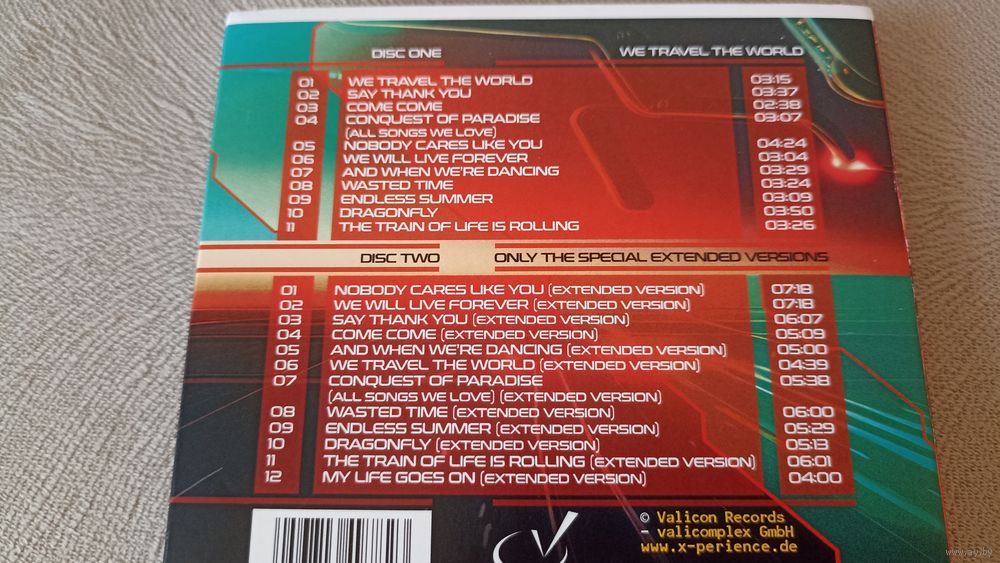 DISC ONE WE TRAVEL THE WORLD
01 WE TRAVEL THE WORLD 03:15
02 SAY THANK YOU 03:37
03 COME COME 02:38
04 CONQUEST OF PARADISE 03:07
(ALL SONGS WE LOVE)
05 NOBODY CARES LIKE YOU 04:24
06 WE WILL LIVE FOREVER 03:04
07 AND WHEN WE'RE DANCING 03:29
08 WASTED TIME 03:24
09 ENDLESS SUMMER 03:09
10 DRAGONFLY 03:50
11 THE TRAIN OF LIFE IS ROLLING 03:26
DISC TWO ONLY THE SPECIAL EXTENDED VERSIONS
01 NOBODY CARES LIKE YOU (EXTENDED VERSION) 07:18
02 WE WILL LIVE FOREVER (EXTENDED VERSION) 07:18
03 SAY THANK YOU (EXTENDED VERSION) 06:07
04 COME COME (EXTENDED VERSION) 05:09
05 AND WHEN WE'RE DANCING (EXTENDED VERSION) 05:00
06 WE TRAVEL THE WORLD (EXTENDED VERSION) 04:39
07 CONQUEST OF PARADISE 05:38
(ALL SONGS WE LOVE) (EXTENDED VERSION)
08 WASTED TIME (EXTENDED VERSION) 06:00
09 ENDLESS SUMMER (EXTENDED VERSION) 05:29
10 DRAGONFLY (EXTENDED VERSION) 05:13
11 THE TRAIN OF LIFE IS ROLLING (EXTENDED VERSION) 06:01
12 MY LIFE GOES ON (EXTENDED VERSION) 04:00
© Valicon Records
- valicomplex GmbH
www.x-perience.de
www.ay.by